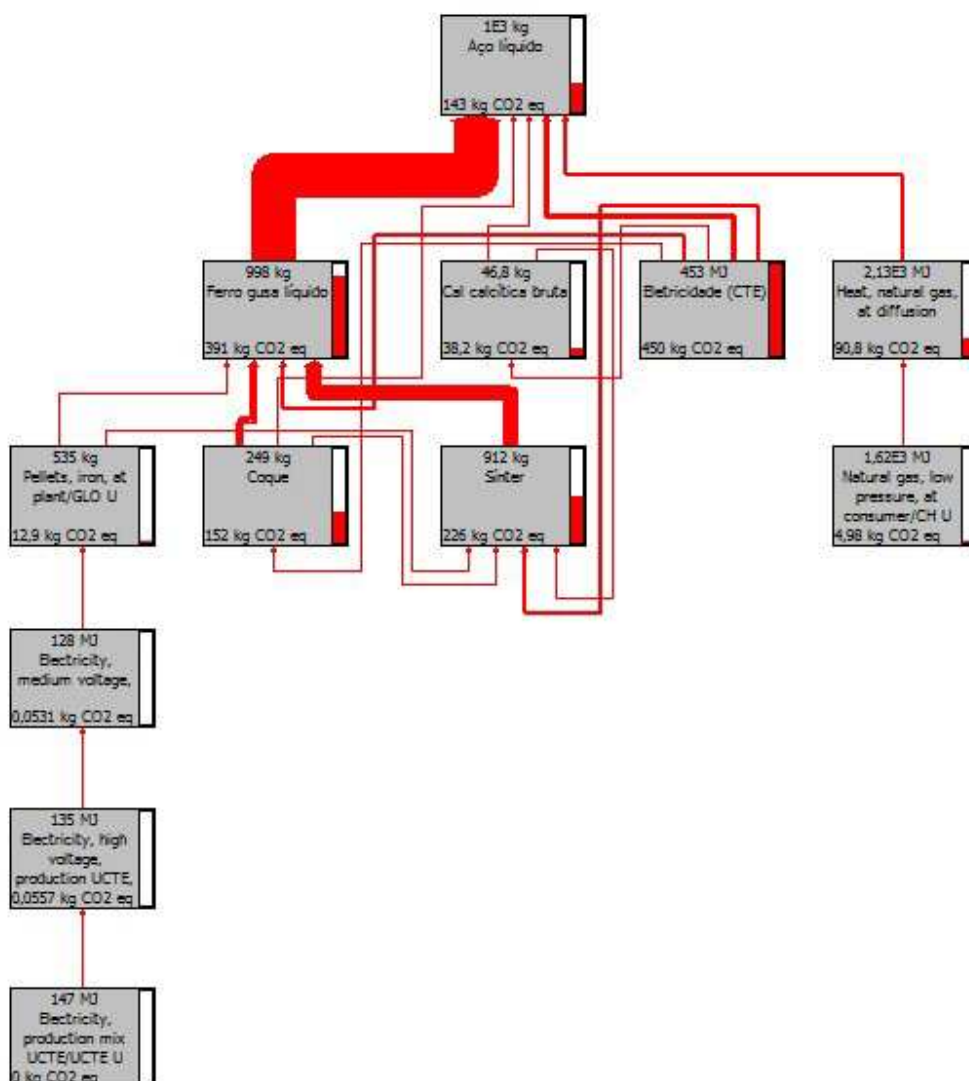 1E3 kg
Aço líquido
143 kg CO2 eq
998 kg
Ferro gusa líquido
391 kg CO2 eq
46,8 kg
Cal calcítica bruta
38,2 kg CO2 eq
453 MJ
Eletricidade (CTE)
450 kg CO2 eq
2,13E3 MJ
Heat, natural gas,
at diffusion
90,8 kg CO2 eq
535 kg
Pellets, iron, at
plant/GLO U
12,9 kg CO2 eq
249 kg
Coque
152 kg CO2 eq
912 kg
Sinter
226 kg CO2 eq
1,62E3 MJ
Natural gas, low
pressure, at
consumer/CH U
4,98 kg CO2 eq
128 MJ
Electricity,
medium voltage,
0,0531 kg CO2 eq
135 MJ
Electricity, high
voltage,
production UCTE,
0,0557 kg CO2 eq
147 MJ
Electricity,
production mix
UCTE/UCTE U
0 kg CO2 eq